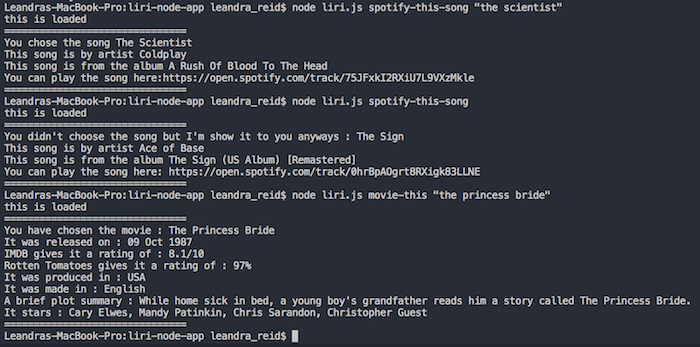 Leandras-MacBook-Pro:liri-node-app leandra_reid$ node liri.js spotify-this-song "the scientist"
this is loaded
==============================
You chose the song The Scientist
This song is by artist Coldplay
This song is from the album A Rush Of Blood To The Head
You can play the song here:https://open.spotify.com/track/75JFxkI2RXiU7L9VXzMkle
==============================
Leandras-MacBook-Pro:liri-node-app leandra_reid$ node liri.js spotify-this-song
this is loaded
==============================
You didn't choose the song but I'm show it to you anyways : The Sign
This song is by artist Ace of Base
This song is from the album The Sign (US Album) [Remastered]
You can play the song here: https://open.spotify.com/track/0hrBpAOgrt8RXigk83LLNE
==============================
Leandras-MacBook-Pro:liri-node-app leandra_reid$ node liri.js movie-this "the princess bride"
this is loaded
==============================
You have chosen the movie : The Princess Bride
It was released on : 09 Oct 1987
IMDB gives it a rating of : 8.1/10
Rotten Tomatoes gives it a rating of : 97%
It was produced in : USA
It was made in : English
A brief plot summary : While home sick in bed, a young boy's grandfather reads him a story called The Princess Bride.
It stars : Cary Elwes, Mandy Patinkin, Chris Sarandon, Christopher Guest
==============================
Leandras-MacBook-Pro:liri-node-app leandra_reid$